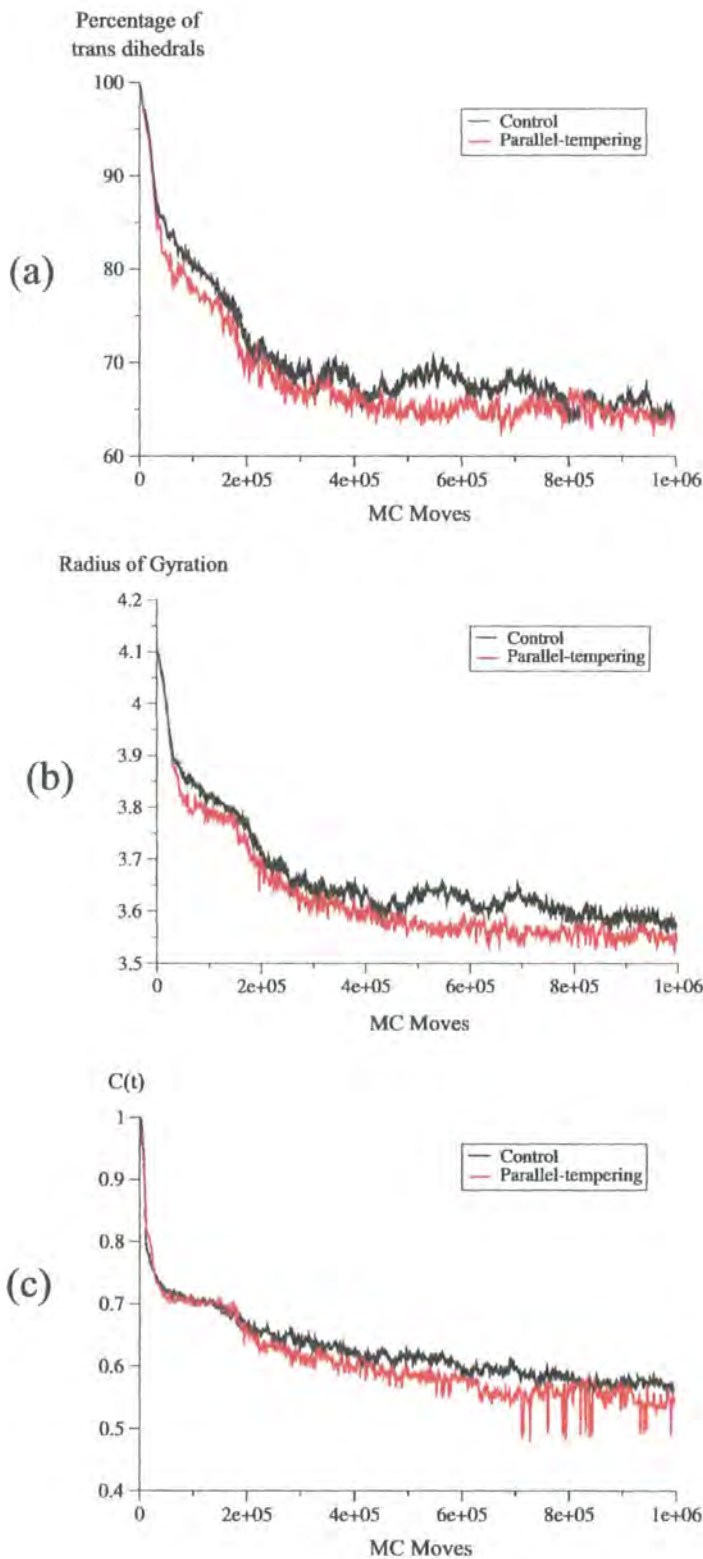 Percentage of
trans dihedrals
100
90
80
70
60
Control
Parallel-tempering
(a)
0 2e+05 4e+05 6e+05 8e+05 1e+06
MC Moves
Radius of Gyration
4.2
4.1
4
3.9
3.8
3.7
3.6
3.5
Control
Parallel-tempering
(b)
0 2e+05 4e+05 6e+05 8e+05 1e+06
MC Moves
C(t)
1
0.9
0.8
0.7
0.6
0.5
0.4
Control
Parallel-tempering
(c)
0 2e+05 4e+05 6e+05 8e+05 1e+06
MC Moves